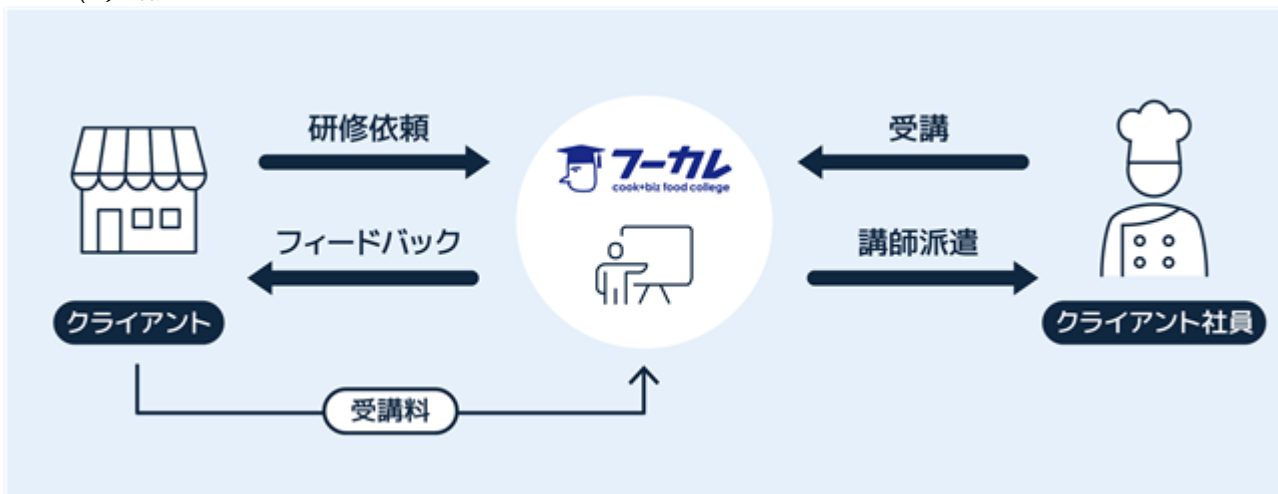 研修依頼
受講
フーカレ
cook+biz food college
フィードバック
講師派遣
クライアント
クライアント社員
受講料